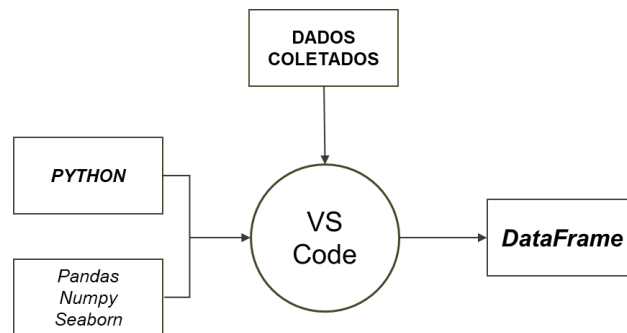 DADOS
COLETADOS
PYTHON
VS
Code
DataFrame
Pandas
Numpy
Seaborn